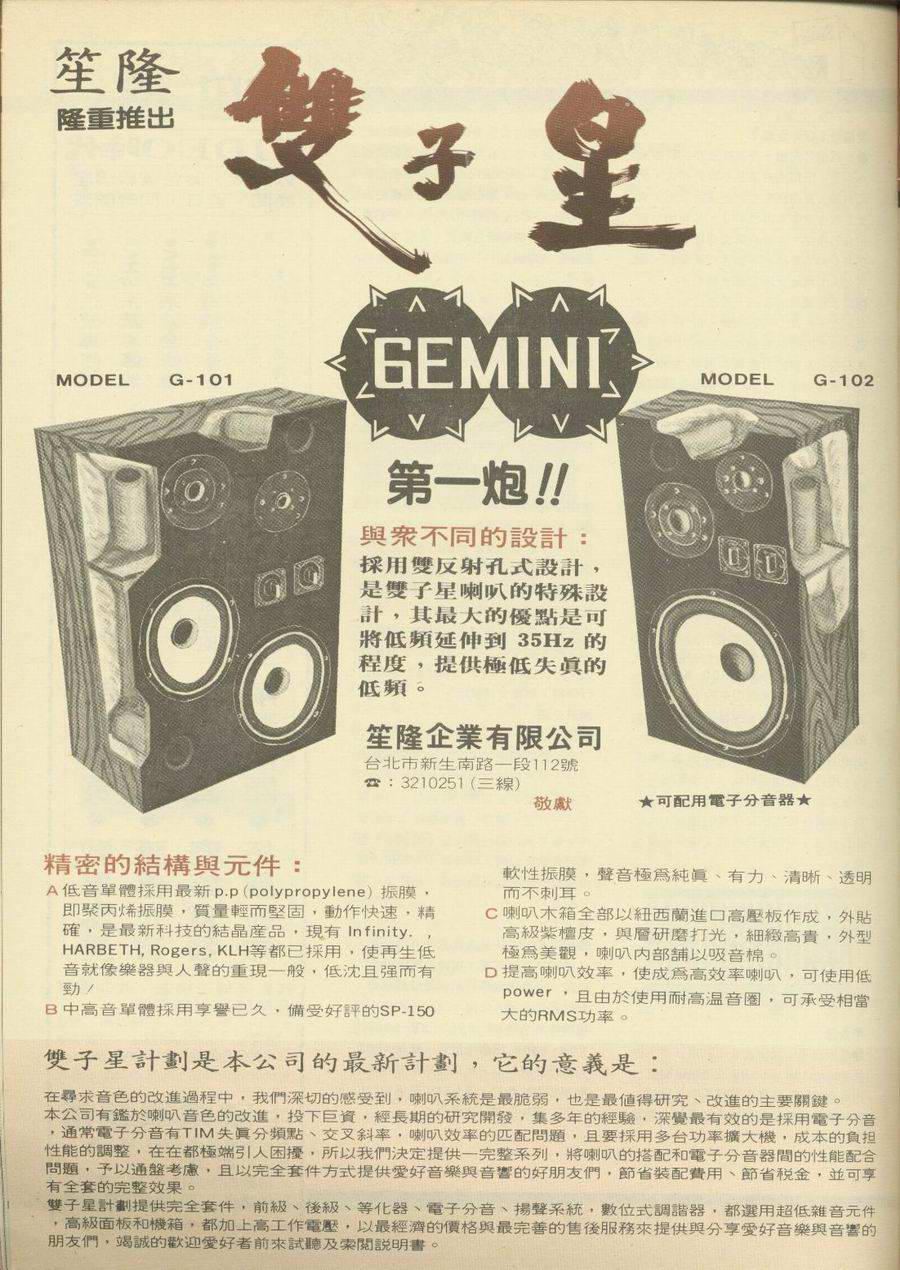 笙隆
隆重推出
雙子星
GEMINI
MODEL G-101
MODEL G-102
第一炮!!
與衆不同的設計：
採用雙反射孔式設計，
是雙子星喇叭的特殊設
計，其最大的優點是可
將低頻延伸到 35Hz 的
程度，提供極低失眞的
低頻。
笙隆企業有限公司
台北市新生南路一段112號
☎：3210251(三線)
敬獻
★可配用電子分音器★
精密的結構與元件：
A 低音單體採用最新 p.p (polypropylene) 振膜，
即聚丙烯振膜，質量輕而堅固，動作快速，精
確，是最新科技的結晶産品，現有 Infinity. ，
HARBETH, Rogers, KLH等都已採用，使再生低
音就像樂器與人聲的重現一般，低沈且强而有
勁！
B 中高音單體採用享譽已久，備受好評的SP-150
軟性振膜，聲音極爲純眞、有力、清晰、透明
而不刺耳。
C 喇叭木箱全部以紐西蘭進口高壓板作成，外貼
高級紫檀皮，與層研磨打光，細緻高貴，外型
極爲美觀，喇叭内部舖以吸音棉。
D 提高喇叭效率，使成爲高效率喇叭，可使用低
power，且由於使用耐高温音圈，可承受相當
大的RMS功率。
雙子星計劃是本公司的最新計劃，它的意義是：
在尋求音色的改進過程中，我們深切的感受到，喇叭系統是最脆弱，也是最値得研究、改進的主要關鍵。
本公司有鑑於喇叭音色的改進，投下巨資，經長期的研究開發，集多年的經驗，深覺最有效的是採用電子分音
，通常電子分音有TIM失眞分頻點、交叉斜率，喇叭效率的匹配問題，且要採用多台功率擴大機，成本的負担
性能的調整，在在都極端引人困擾，所以我們決定提供一完整系列，將喇叭的搭配和電子分音器間的性能配合
問題，予以通盤考慮，且以完全套件方式提供愛好音樂與音響的好朋友們，節省裝配費用、節省税金，並可享
有全套的完整效果。
雙子星計劃提供完全套件，前級、後級、等化器、電子分音、揚聲系統，數位式調諧器，都選用超低雜音元件
，高級面板和機箱，都加上高工作電壓，以最經濟的價格與最完善的售後服務來提供與分享愛好音樂與音響的
朋友們，竭誠的歡迎愛好者前來試聽及索閲説明書。